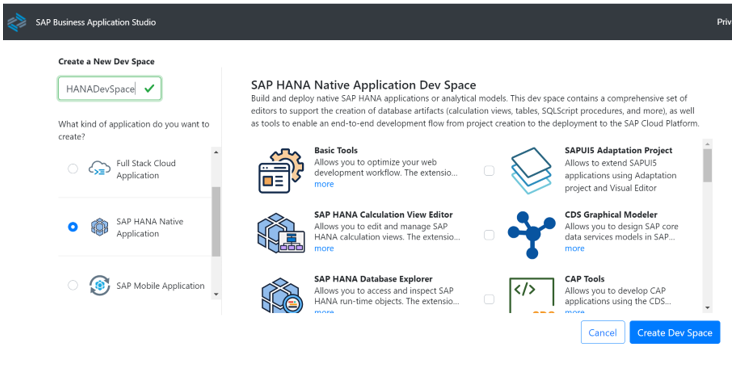 SAP Business Application Studio
Priv
Create a New Dev Space
HANADevSpace
What kind of application do you want to
create?
Full Stack Cloud
Application
SAP HANA Native
Application
SAP Mobile Application
SAP HANA Native Application Dev Space
Build and deploy native SAP HANA applications or analytical models. This dev space contains a comprehensive set of
editors to support the creation of database artifacts (calculation views, tables, SQLScript procedures, and more), as well
as tools to enable an end-to-end development flow from project creation to the deployment to the SAP Cloud Platform.
Basic Tools
Allows you to optimize your web
development workflow. The extensio...
more
SAP HANA Calculation View Editor
Allows you to edit and manage SAP
HANA calculation views. The extensio...
more
SAP HANA Database Explorer
Allows you to access and inspect SAP
HANA run-time objects. The extensio...
more
SAPUI5 Adaptation Project
Allows to extend SAPUI5
applications using Adaptation
project and Visual Editor
CDS Graphical Modeler
Allows you to design SAP core
data services models in SAP...
more
</>
CAP Tools
Allows you to develop CAP
applications using the CDS...
more
Cancel
Create Dev Space